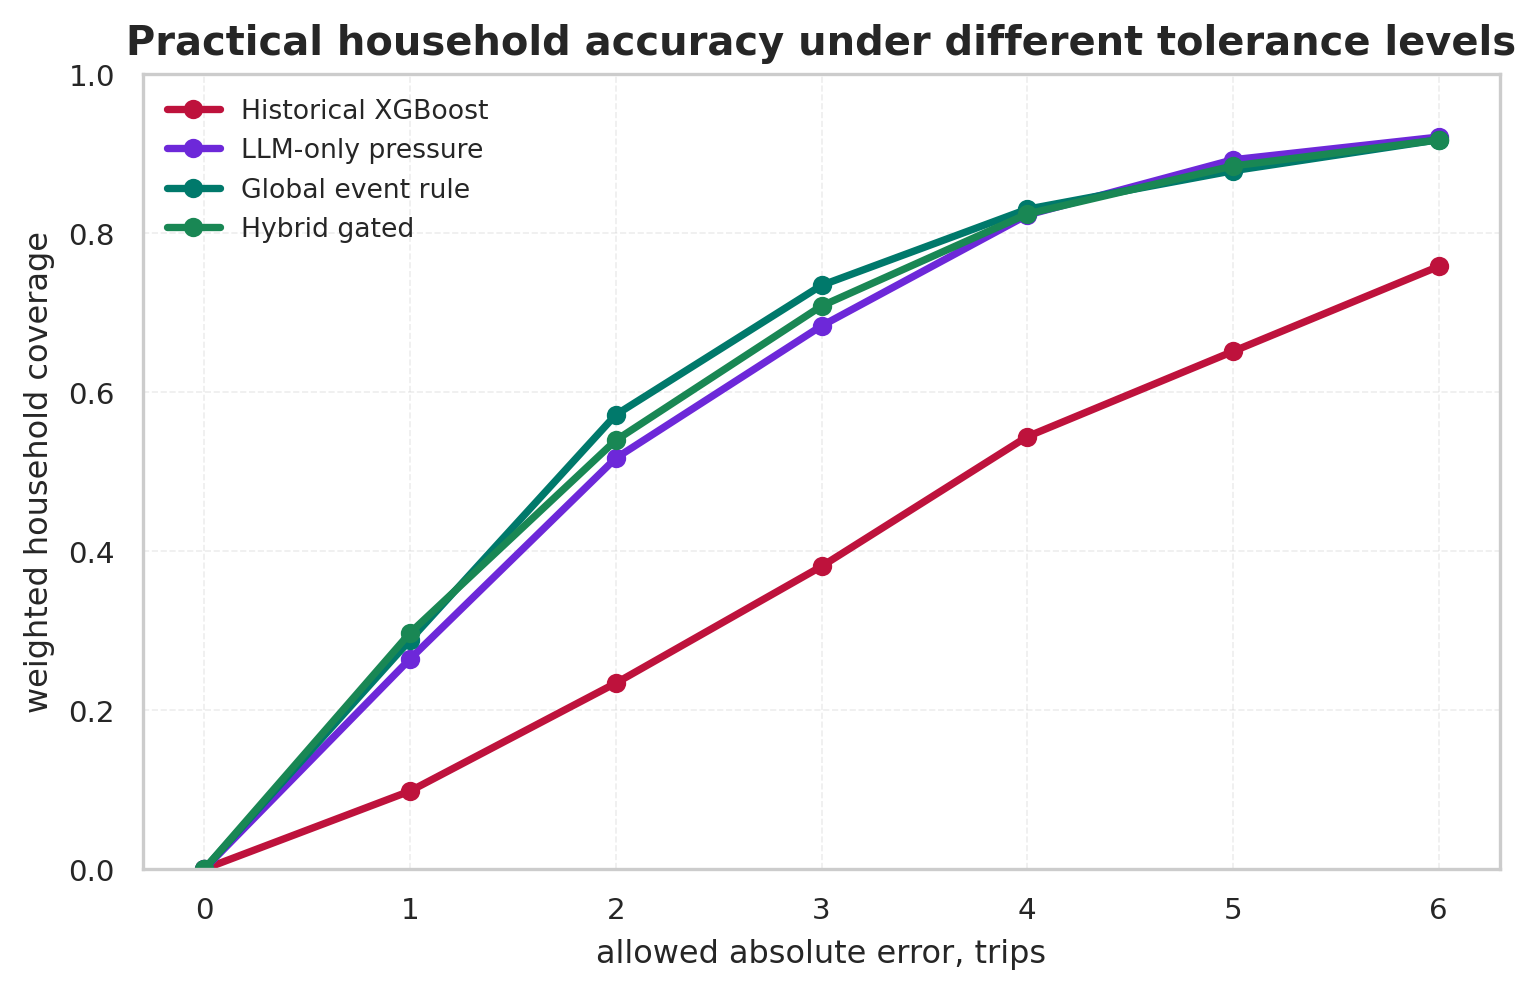 Practical household accuracy under different tolerance levels
1.0
0.8
0.6
0.4
0.2
0.0
weighted household coverage
Historical XGBoost
LLM-only pressure
Global event rule
Hybrid gated
0 1 2 3 4 5 6
allowed absolute error, trips